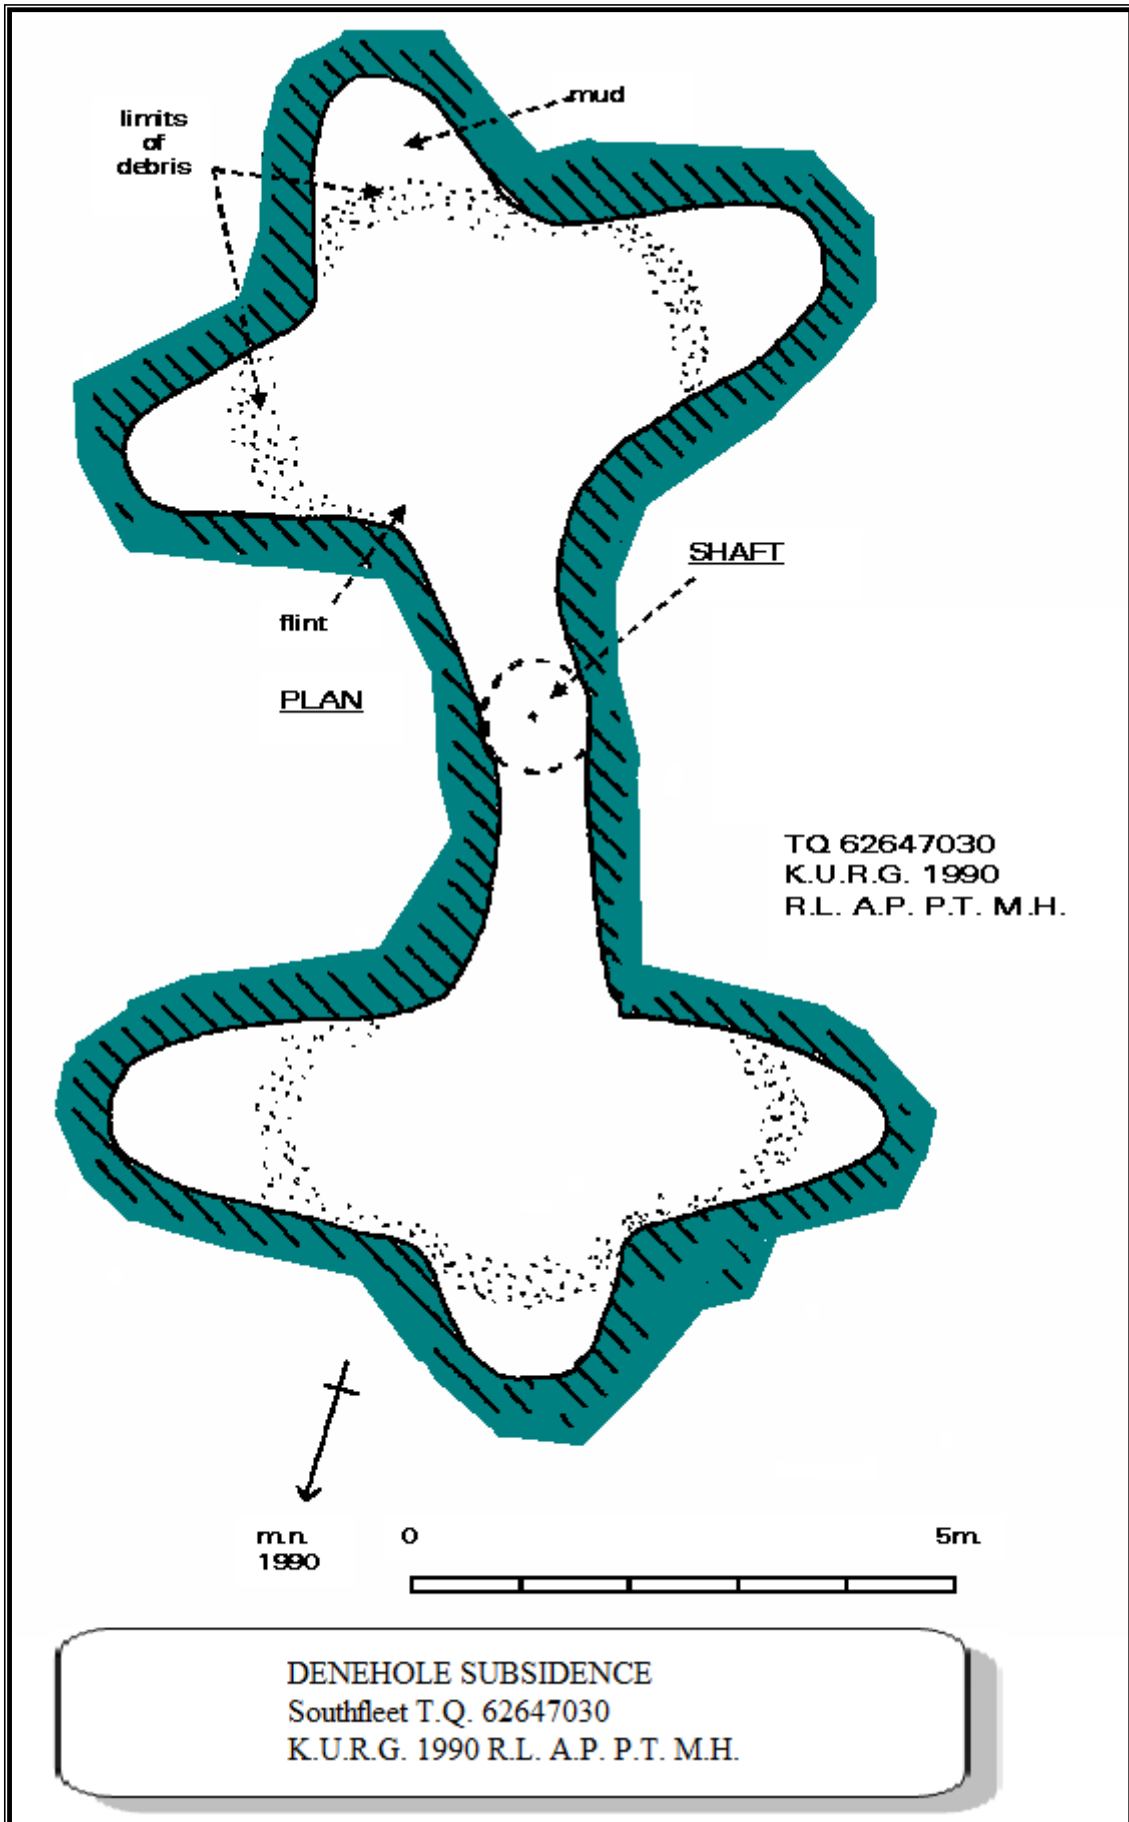 mud
limits
of
debris
SHAFT
flint
PLAN
TQ 62647030
K.U.R.G. 1990
R.L. A.P. P.T. M.H.
m.n.
1990
0
5m.
DENEHOLE SUBSIDENCE
Southfleet T.Q. 62647030
K.U.R.G. 1990 R.L. A.P. P.T. M.H.